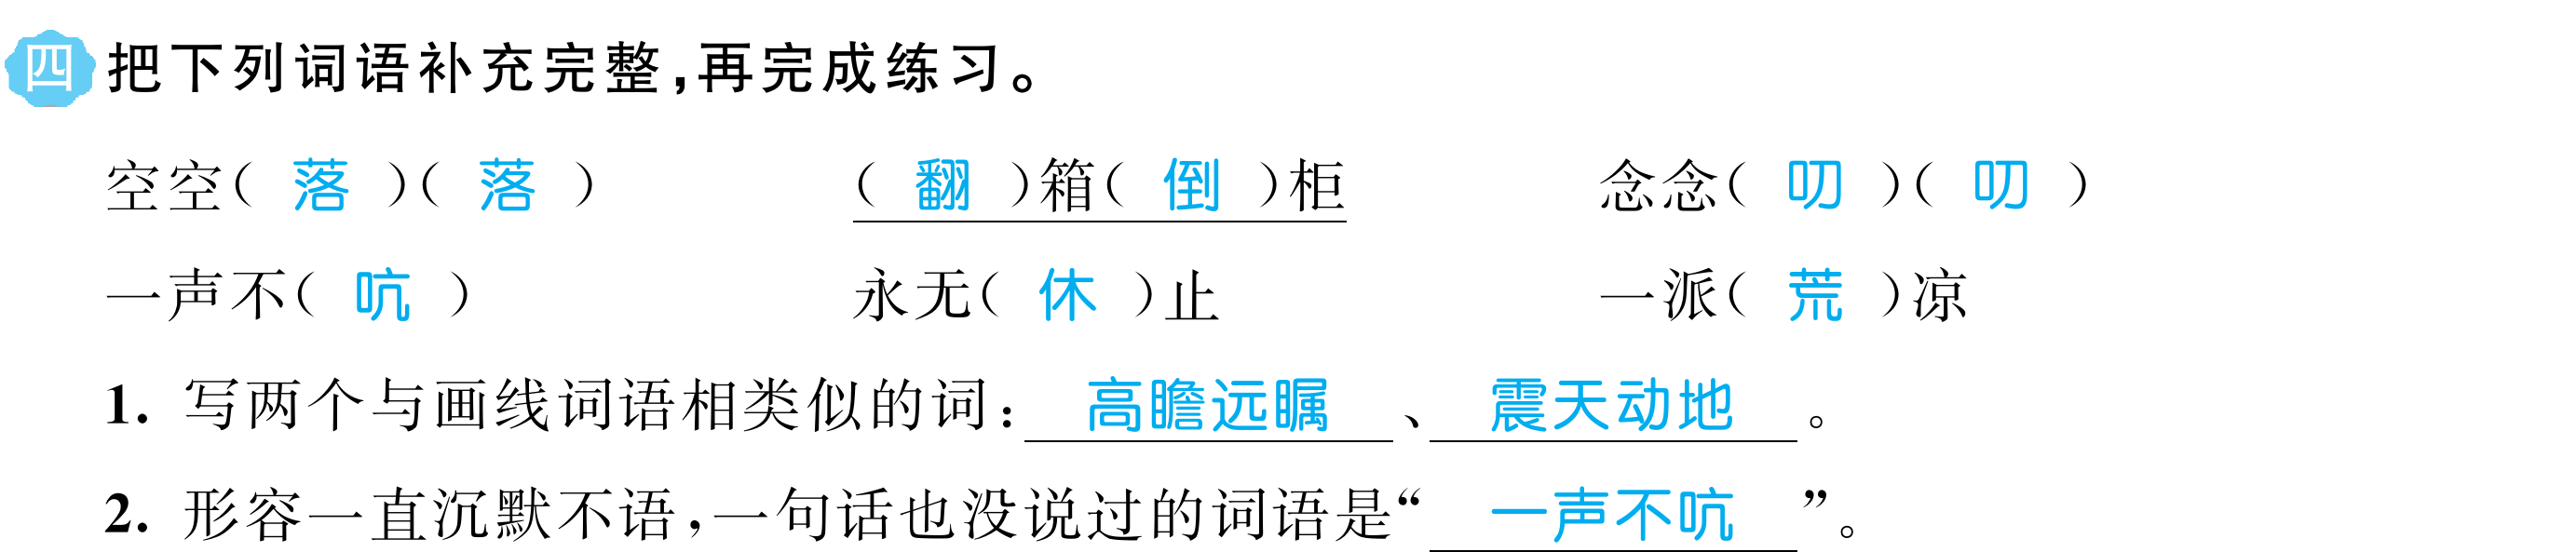 四 把下列词语补充完整,再完成练习。
空空( 落 )( 落 ) ( 翻 )箱( 倒 )柜 念念( 叨 )( 叨 )
一声不( 吭 ) 永无( 休 )止 一派( 荒 )凉
1. 写两个与画线词语相类似的词: 高瞻远瞩 、 震天动地 。
2. 形容一直沉默不语,一句话也没说过的词语是“ 一声不吭 ”。